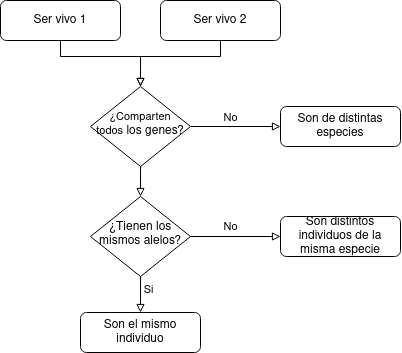 Ser vivo 1
Ser vivo 2
¿Comparten
todos los genes?
No
Son de distintas
especies
¿Tienen los
mismos alelos?
No
Son distintos
individuos de la
misma especie
Si
Son el mismo
individuo